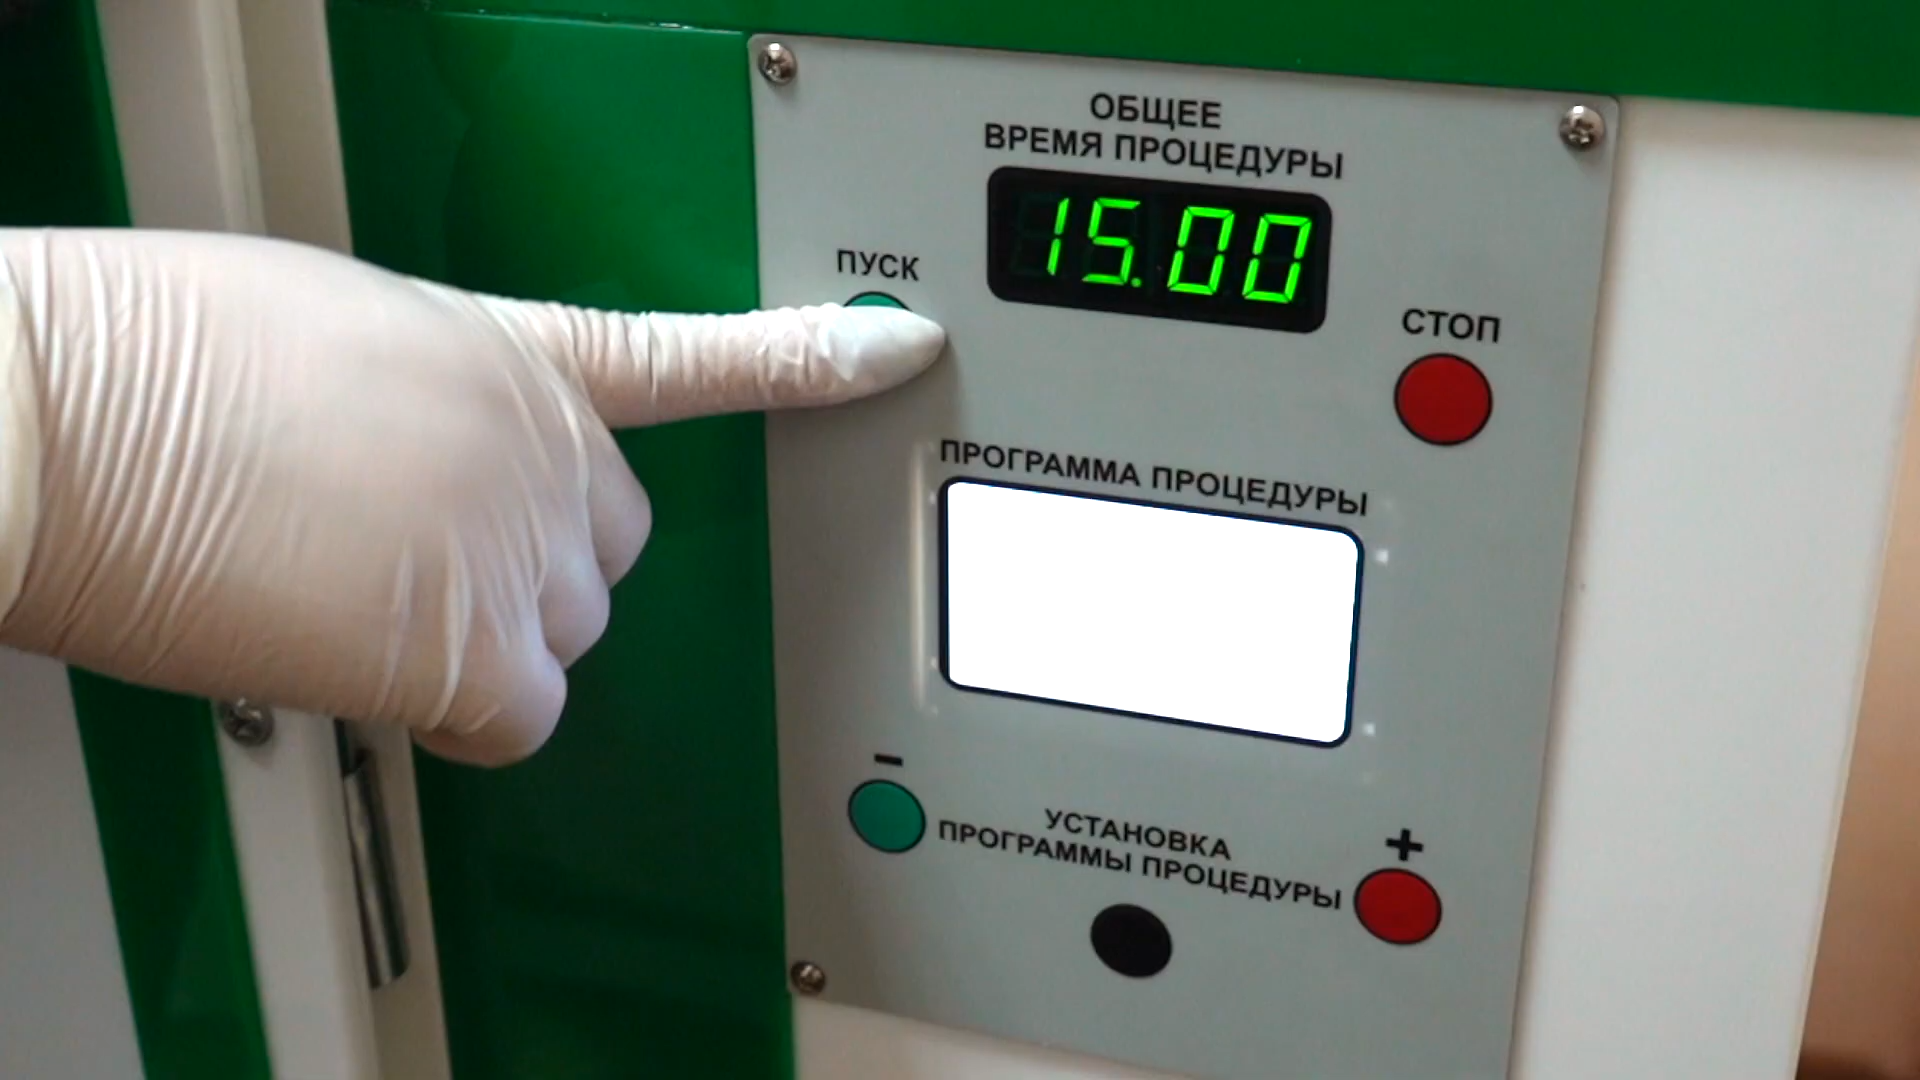 ОБЩЕЕ
ВРЕМЯ ПРОЦЕДУРЫ
15.00
ПУСК
СТОП
ПРОГРАММА ПРОЦЕДУРЫ
-
+
УСТАНОВКА
ПРОГРАММЫ ПРОЦЕДУРЫ